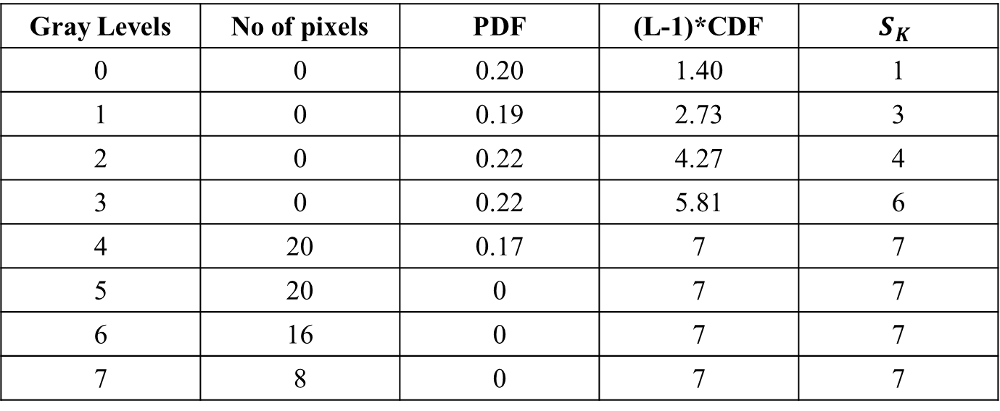 Gray Levels No of pixels PDF (L-1)*CDF S_K
0 0 0.20 1.40 1
1 0 0.19 2.73 3
2 0 0.22 4.27 4
3 0 0.22 5.81 6
4 20 0.17 7 7
5 20 0 7 7
6 16 0 7 7
7 8 0 7 7